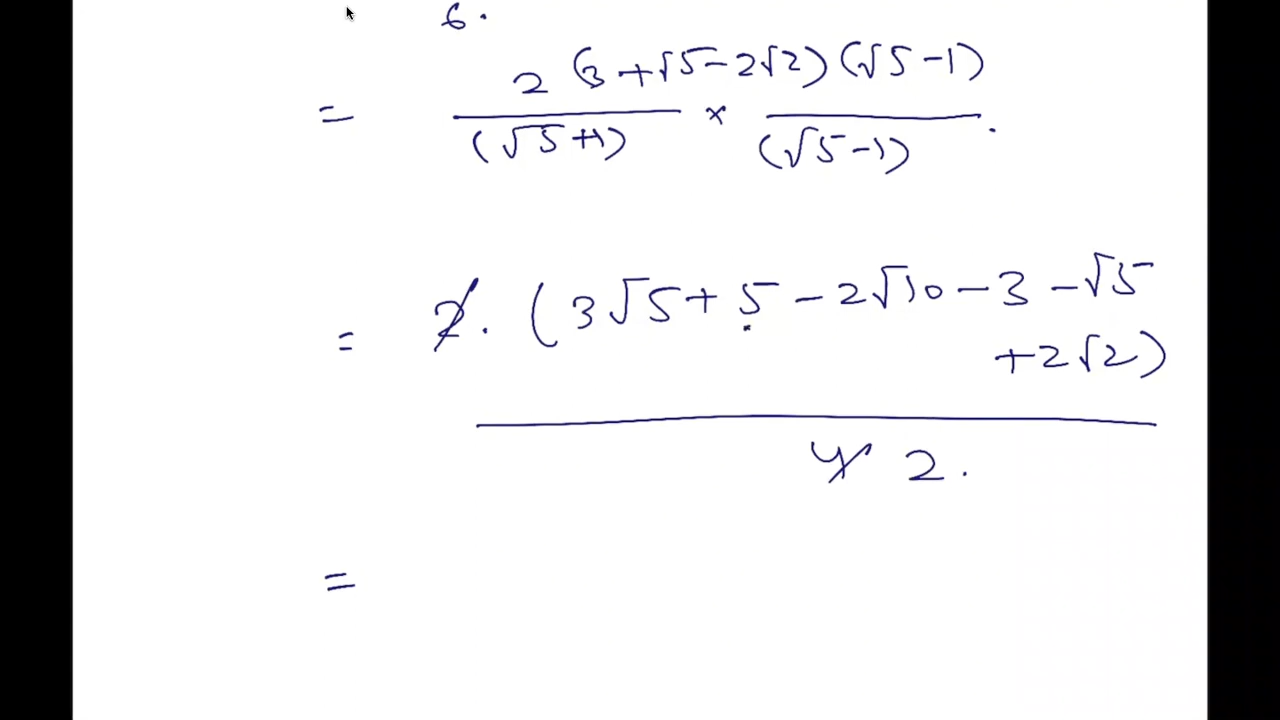 6.
2 (3 + √5 - 2√2) (√5 - 1)
= ——— × ———
(√5 + 1) (√5 - 1) .
= 2 . (3√5 + 5 - 2√10 - 3 - √5
+ 2√2)
4 2 .
=